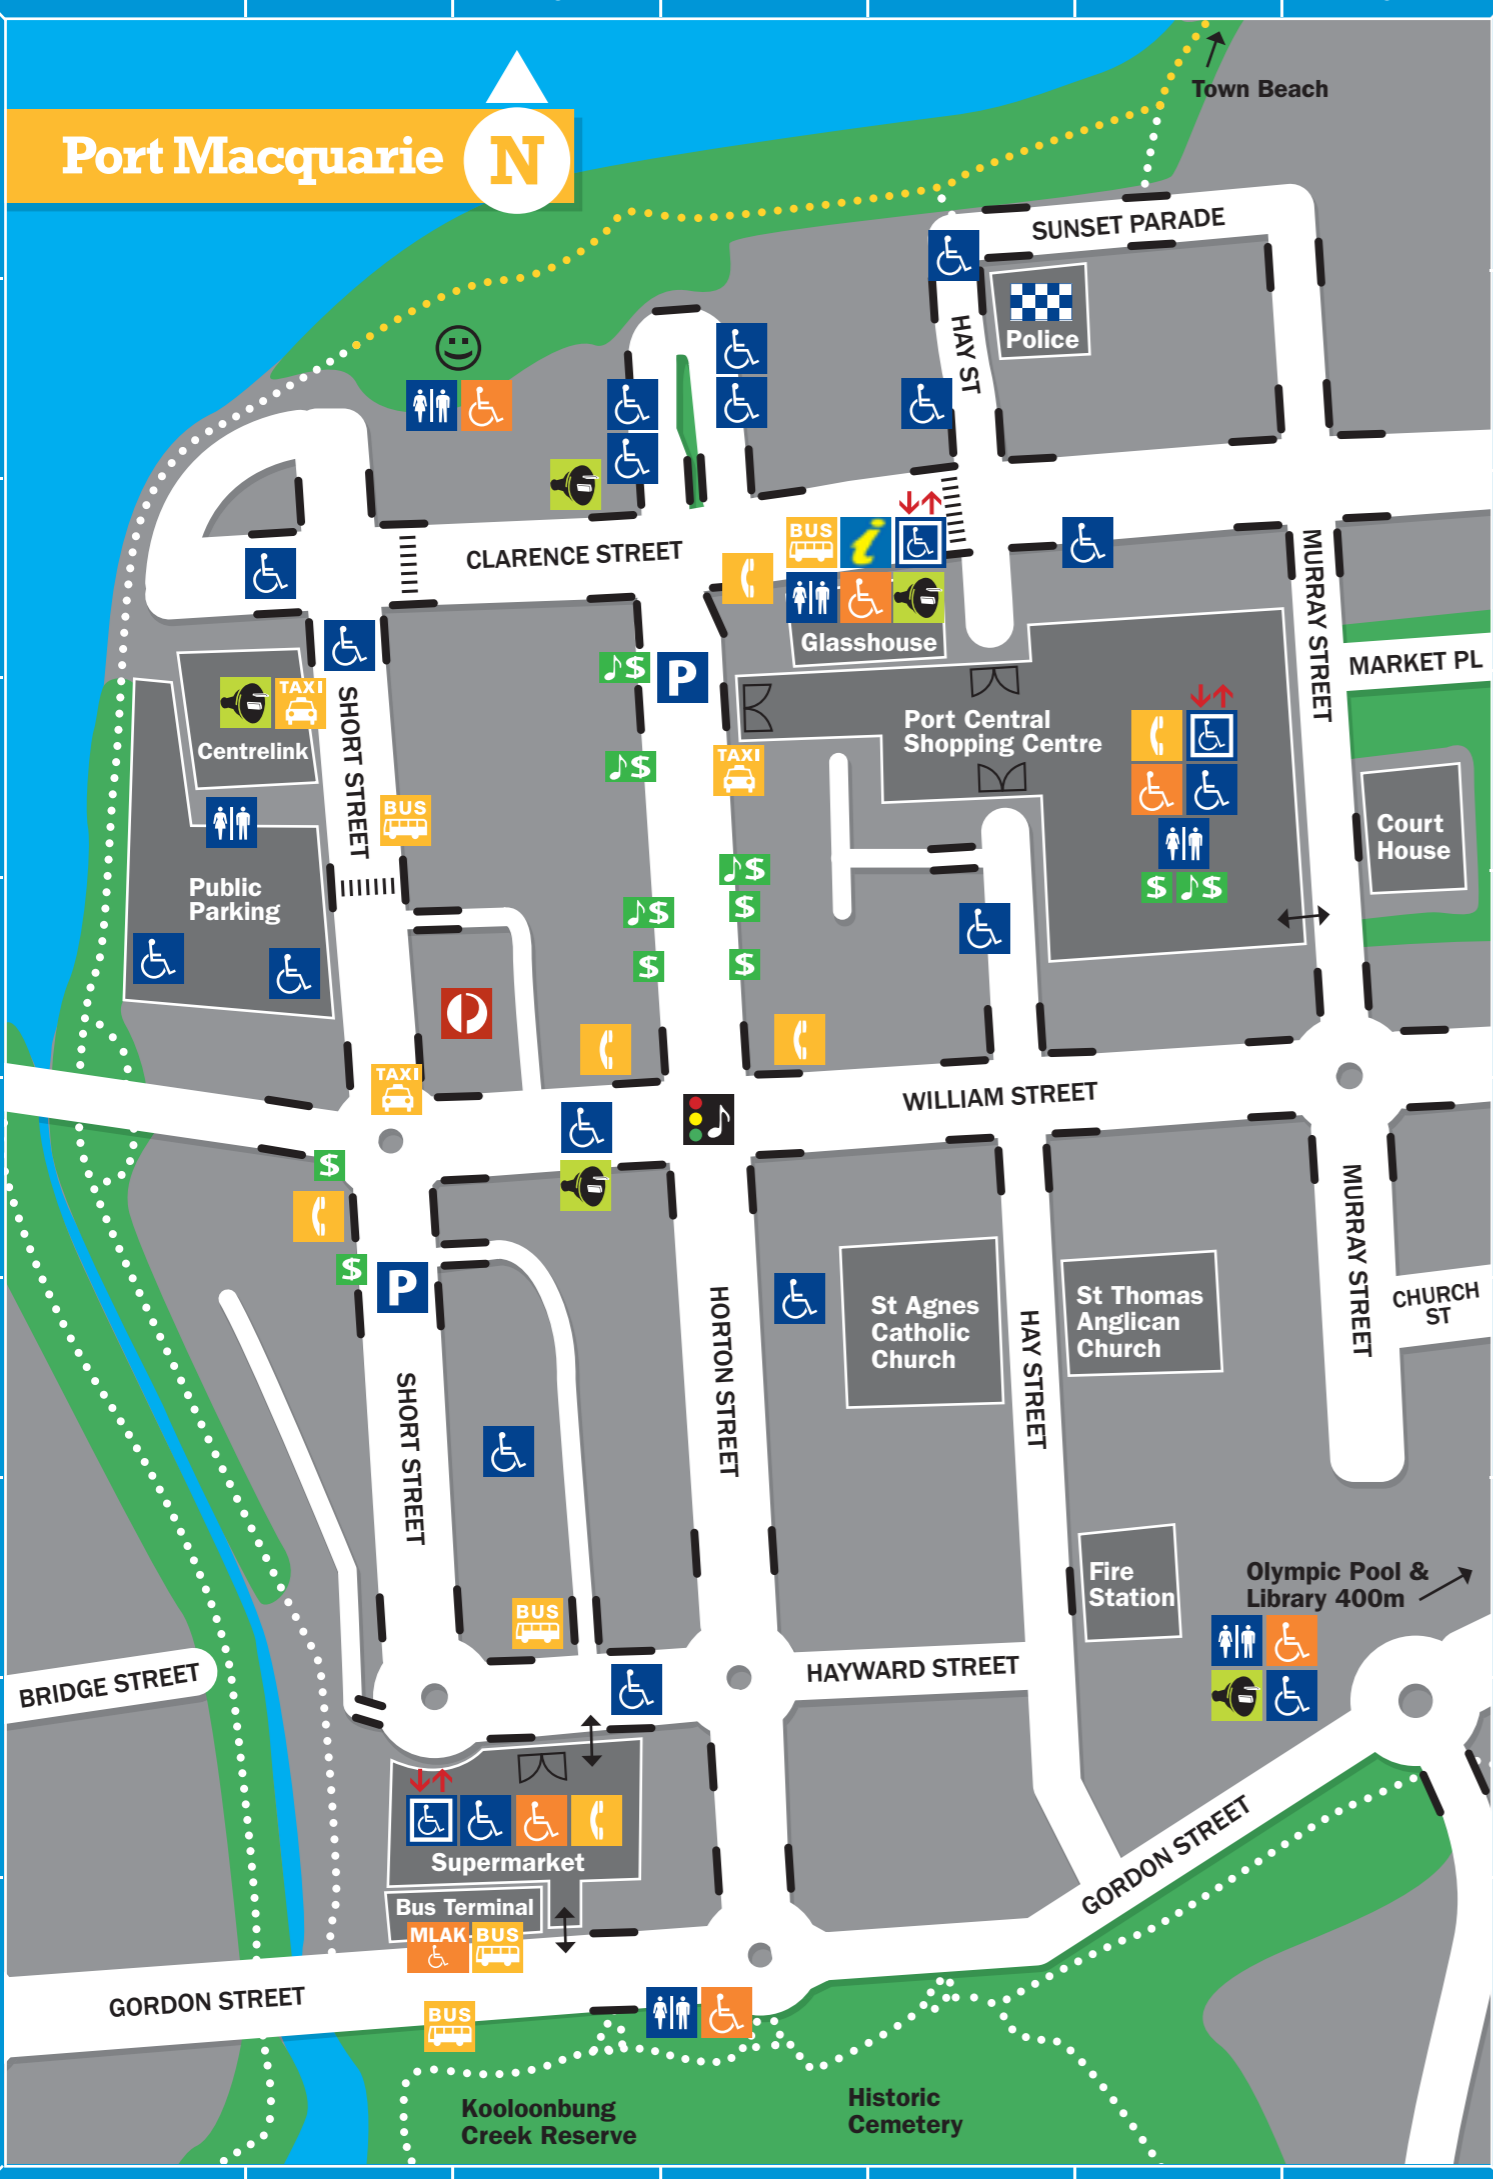 Town Beach
Port Macquarie
N
SUNSET PARADE
Police
HAY ST
CLARENCE STREET
BUS
i
Glasshouse
MURRAY STREET
MARKET PL
♪$
P
TAXI
Centrelink
SHORT STREET
Port Central
Shopping Centre
♪$
TAXI
BUS
Court
House
Public
Parking
♪$
$
$ ♪$
♪$
$
$
TAXI
WILLIAM STREET
$
$
P
MURRAY STREET
CHURCH
ST
St Agnes
Catholic
Church
St Thomas
Anglican
Church
HORTON STREET
HAY STREET
SHORT STREET
Fire
Station
Olympic Pool &
Library 400m
BUS
BRIDGE STREET
HAYWARD STREET
Supermarket
GORDON STREET
Bus Terminal
MLAK
BUS
GORDON STREET
BUS
Kooloonbung
Creek Reserve
Historic
Cemetery